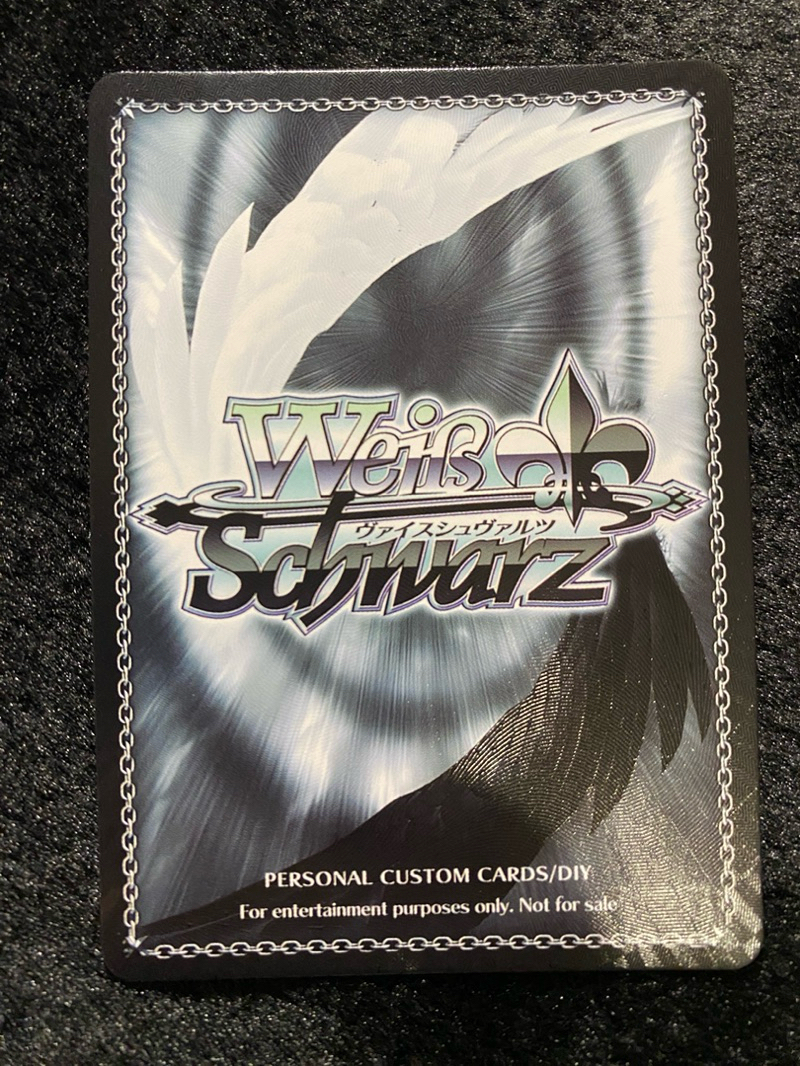 Weiß
ヴァイスシュヴァルツ
Schwarz
PERSONAL CUSTOM CARDS/DIY
For entertainment purposes only. Not for sale